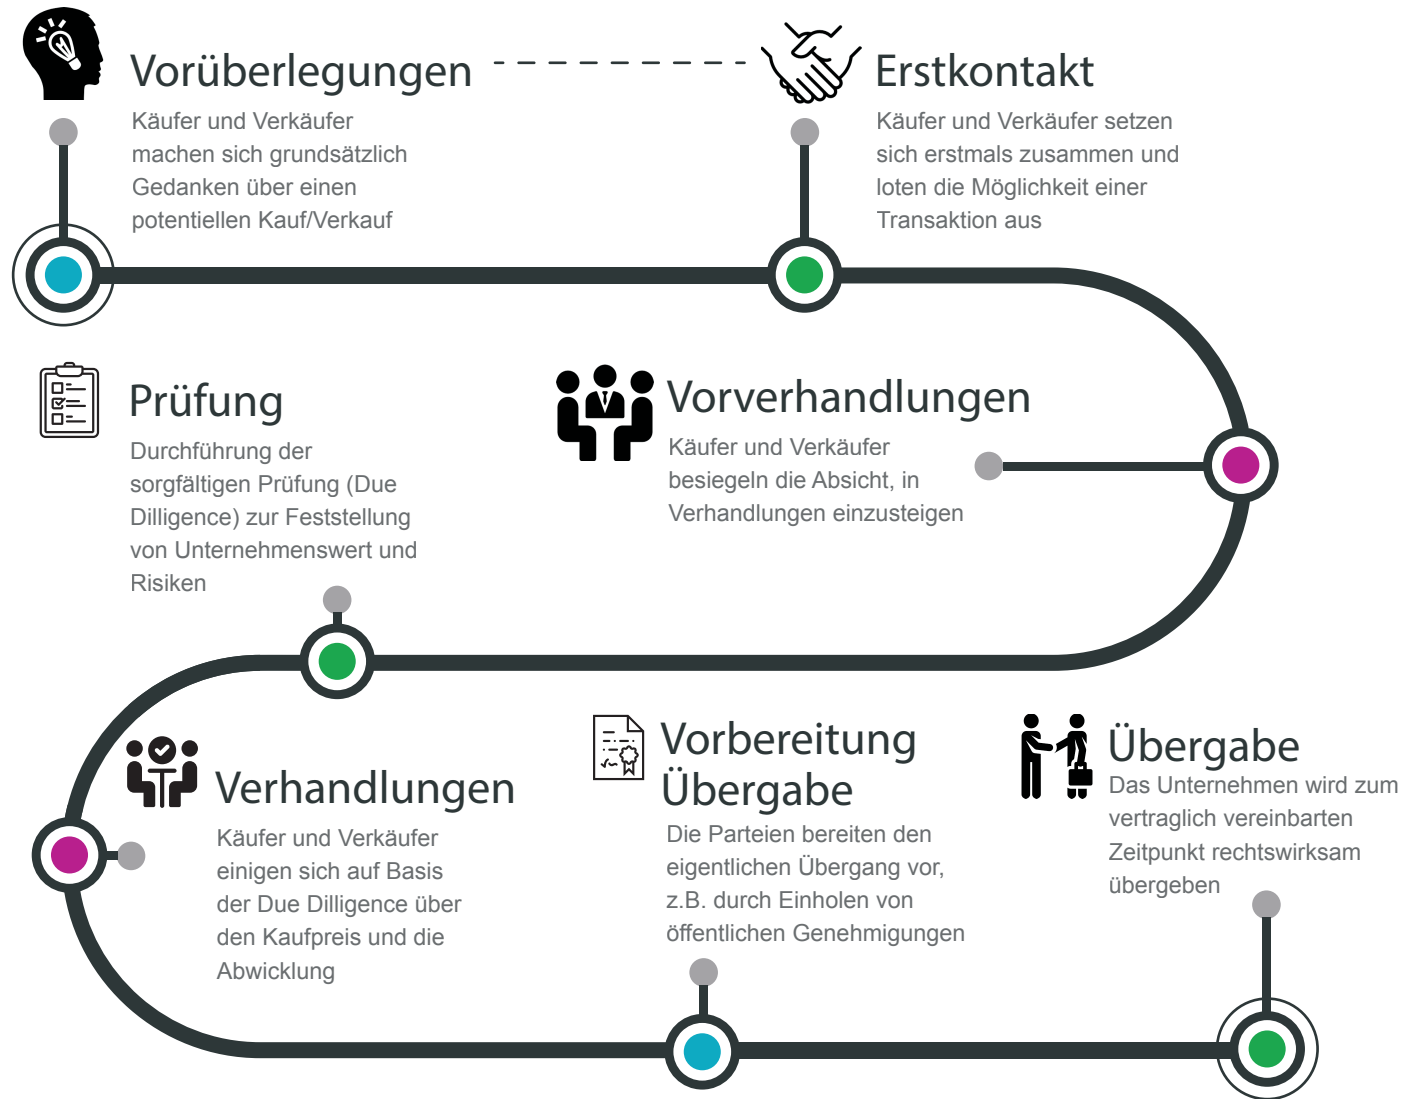 Vorüberlegungen
Käufer und Verkäufer
machen sich grundsätzlich
Gedanken über einen
potentiellen Kauf/Verkauf
Erstkontakt
Käufer und Verkäufer setzen
sich erstmals zusammen und
loten die Möglichkeit einer
Transaktion aus
Vorverhandlungen
Käufer und Verkäufer
besiegeln die Absicht, in
Verhandlungen einzusteigen
Prüfung
Durchführung der
sorgfältigen Prüfung (Due
Dilligence) zur Feststellung
von Unternehmenswert und
Risiken
Verhandlungen
Käufer und Verkäufer
einigen sich auf Basis
der Due Dilligence über
den Kaufpreis und die
Abwicklung
Vorbereitung
Übergabe
Die Parteien bereiten den
eigentlichen Übergang vor,
z.B. durch Einholen von
öffentlichen Genehmigungen
Übergabe
Das Unternehmen wird zum
vertraglich vereinbarten
Zeitpunkt rechtswirksam
übergeben